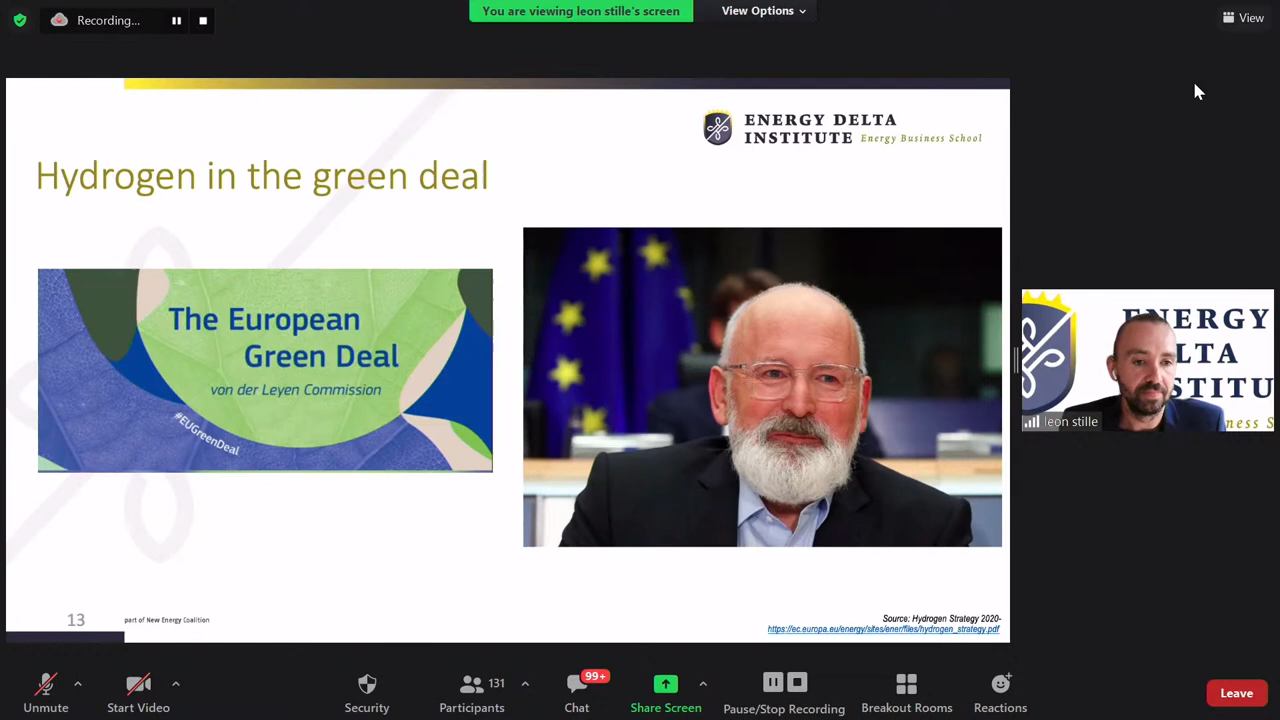 Recording...
You are viewing leon stille's screen
View Options
View
ENERGY DELTA
INSTITUTE Energy Business School
Hydrogen in the green deal
The European
Green Deal
von der Leyen Commission
#EUGreenDeal
ENERGY
DELTA
INSTITU
ess S
leon stille
13
part of New Energy Coalition
Source: Hydrogen Strategy 2020-
https://ec.europa.eu/energy/sites/ener/files/hydrogen_strategy.pdf
Unmute
Start Video
Security
131
Participants
99+
Chat
Share Screen
Pause/Stop Recording
Breakout Rooms
Reactions
Leave